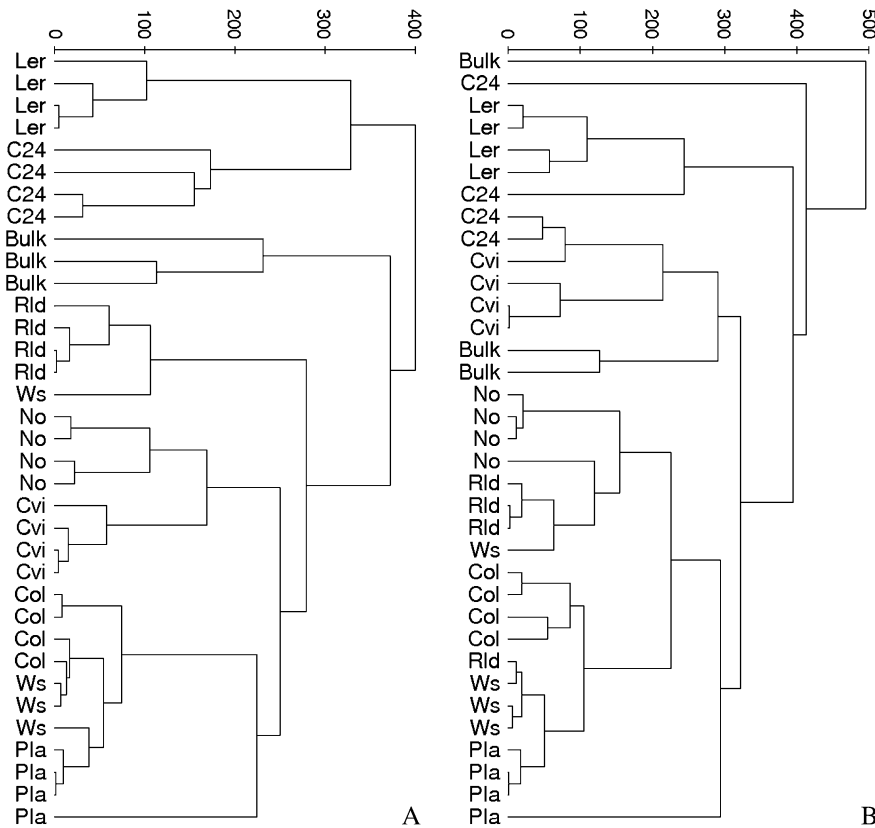 0 100 200 300 400
Ler
Ler
Ler
Ler
C24
C24
C24
C24
Bulk
Bulk
Bulk
Rld
Rld
Rld
Rld
Ws
No
No
No
No
Cvi
Cvi
Cvi
Cvi
Col
Col
Col
Col
Ws
Ws
Ws
Pla
Pla
Pla
Pla
A
0 100 200 300 400 500
Bulk
C24
Ler
Ler
Ler
Ler
C24
C24
C24
Cvi
Cvi
Cvi
Cvi
Bulk
Bulk
No
No
No
No
Rld
Rld
Rld
Ws
Col
Col
Col
Col
Rld
Ws
Ws
Ws
Pla
Pla
Pla
Pla
B